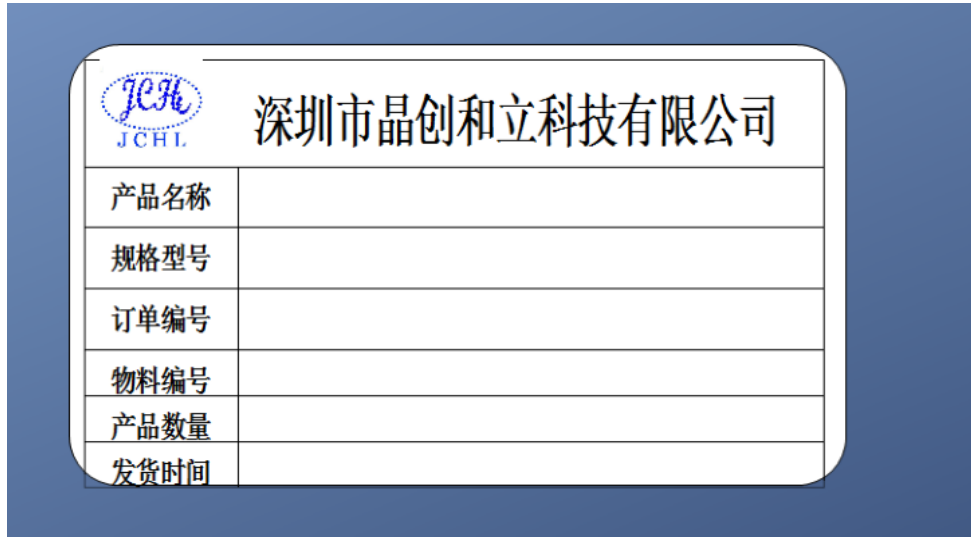 JCHL
JCHL
深圳市晶创和立科技有限公司
产品名称
规格型号
订单编号
物料编号
产品数量
发货时间